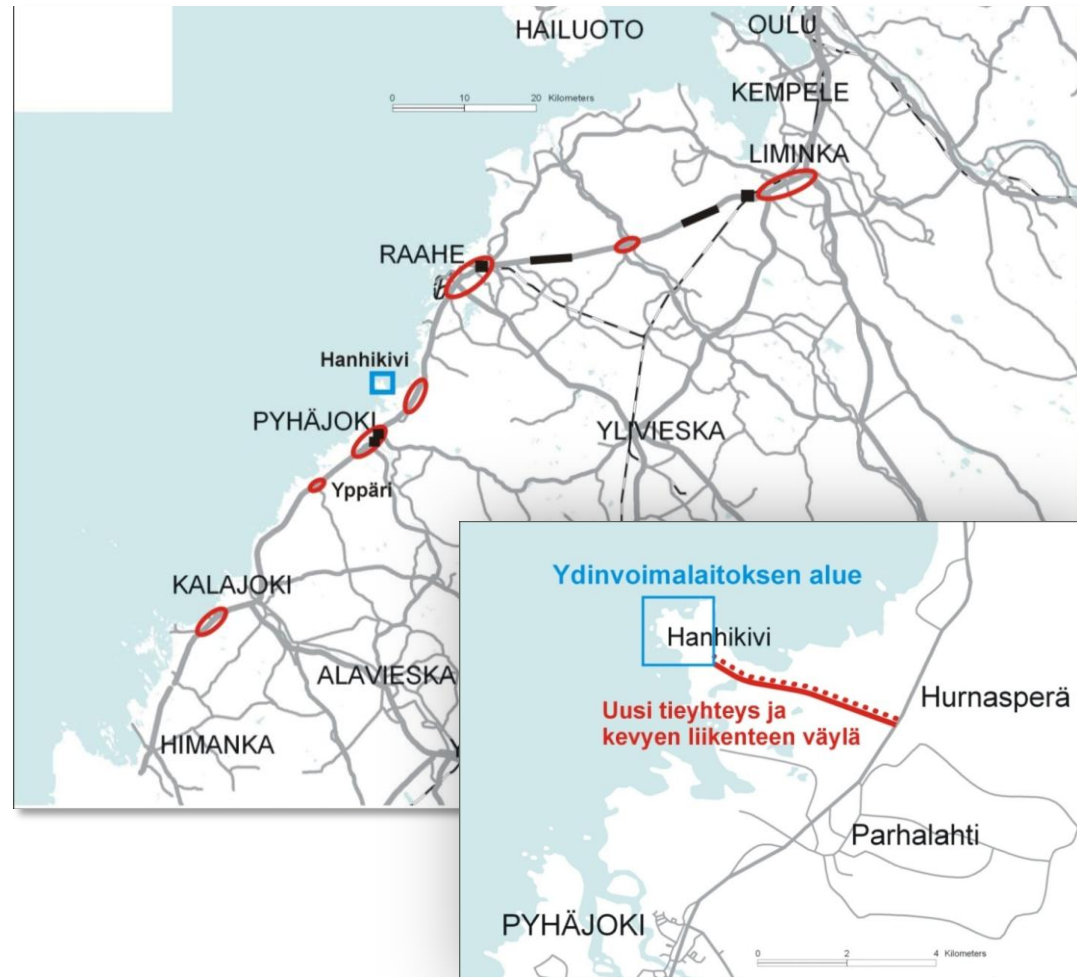 HAILUOTO
OULU
0 10 20 Kilometers
KEMPELE
LIMINKA
RAAHE
Hanhikivi
PYHÄJOKI
YLIVIESKA
Yppäri
KALAJOKI
ALAVIESKA
HIMANKA
Ydinvoimalaitoksen alue
Hanhikivi
Hurnasperä
Uusi tieyhteys ja
kevyen liikenteen väylä
Parhalahti
PYHÄJOKI
0 2 4 Kilometers